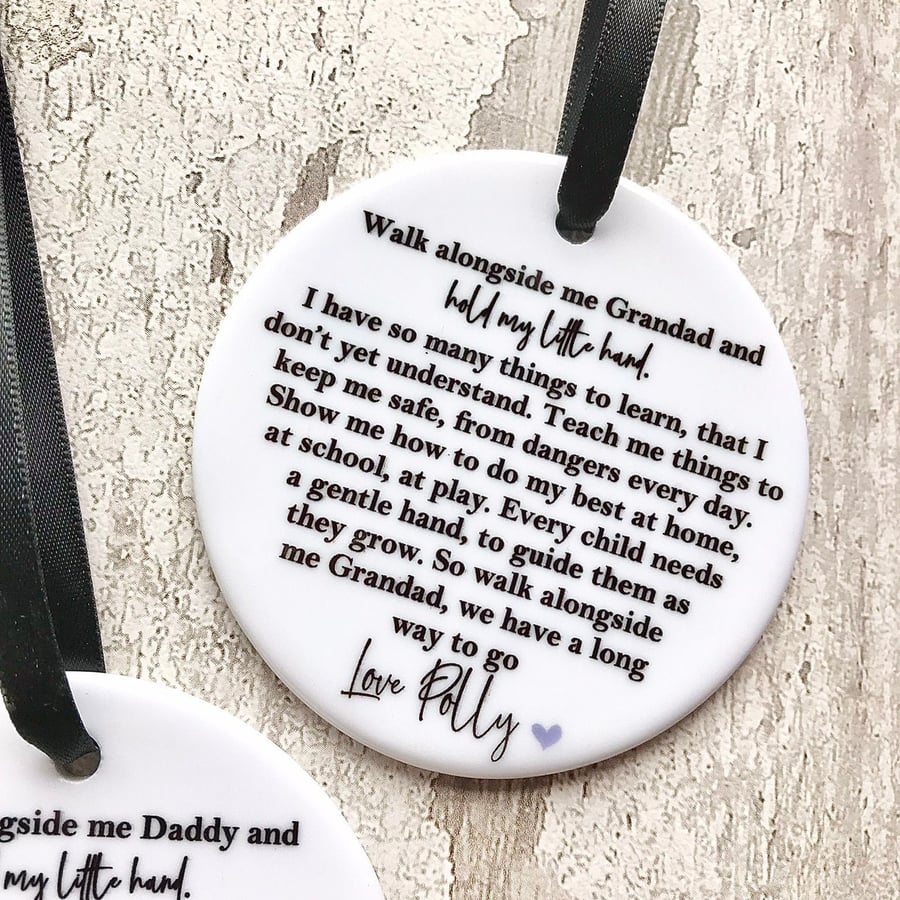 Walk alongside me Grandad and
hold my little hand.
I have so many things to learn, that I
don't yet understand. Teach me things to
keep me safe, from dangers every day.
Show me how to do my best at home,
at school, at play. Every child needs
a gentle hand, to guide them as
they grow. So walk alongside
me Grandad, we have a long
way to go
Love Polly
gside me Daddy and
my little hand.